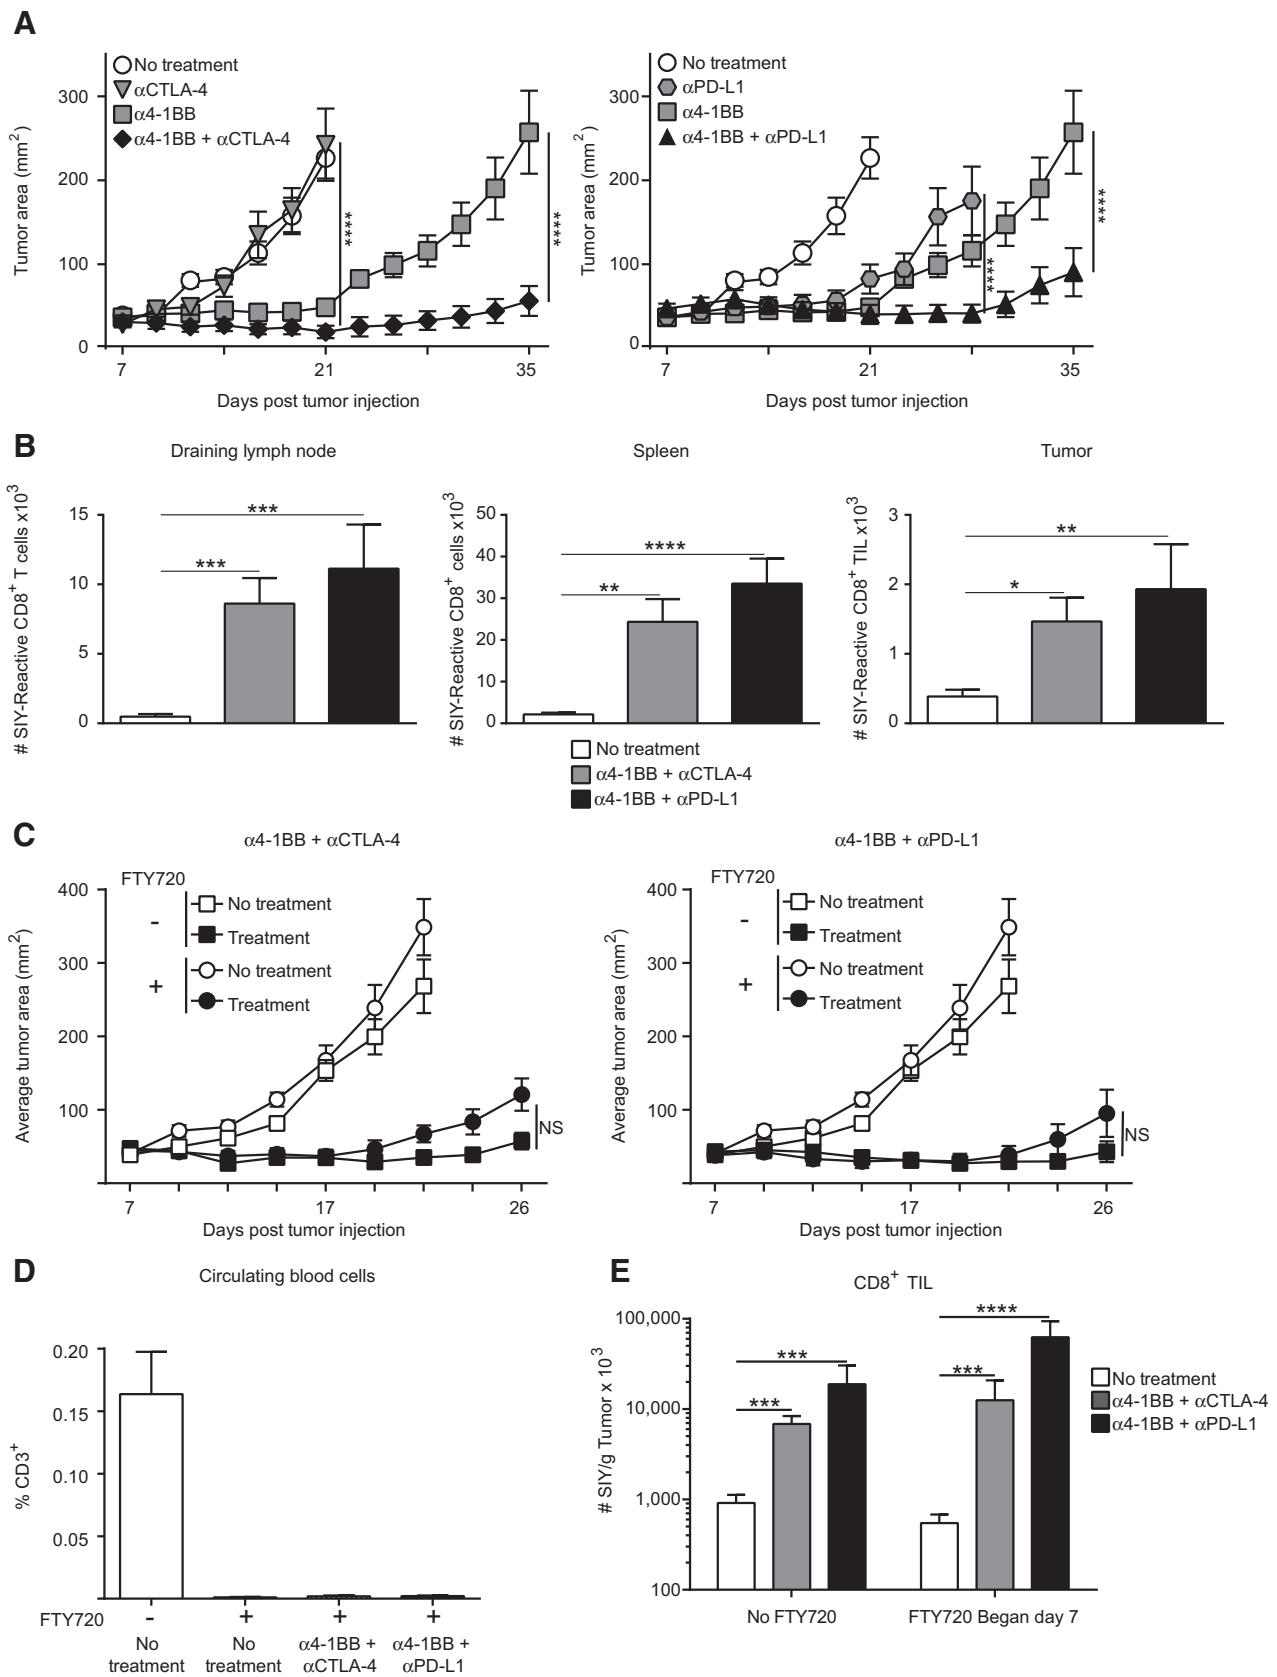 A
No treatment
αCTLA-4
α4-1BB
α4-1BB + αCTLA-4
Tumor area (mm²)
300
200
100
0
7
21
35
Days post tumor injection
****
****
No treatment
αPD-L1
α4-1BB
α4-1BB + αPD-L1
Tumor area (mm²)
300
200
100
0
7
21
35
Days post tumor injection
****
****
B
Draining lymph node
# SIY-Reactive CD8⁺ T cells x10³
15
10
5
0
***
***
Spleen
# SIY-Reactive CD8⁺ cells x10³
50
40
30
20
10
0
****
**
Tumor
# SIY-Reactive CD8⁺ TIL x10³
3
2
1
0
**
*
No treatment
α4-1BB + αCTLA-4
α4-1BB + αPD-L1
C
α4-1BB + αCTLA-4
FTY720
-
No treatment
Treatment
+
No treatment
Treatment
Average tumor area (mm²)
400
300
200
100
NS
7
17
26
Days post tumor injection
α4-1BB + αPD-L1
FTY720
-
No treatment
Treatment
+
No treatment
Treatment
Average tumor area (mm²)
400
300
200
100
NS
7
17
26
Days post tumor injection
D
Circulating blood cells
% CD3⁺
0.20
0.15
0.10
0.05
FTY720 - + + +
No treatment
No treatment
α4-1BB + αCTLA-4
α4-1BB + αPD-L1
E
CD8⁺ TIL
# SIY/g Tumor x 10³
100,000
10,000
1,000
100
***
***
****
***
No FTY720
FTY720 Began day 7
No treatment
α4-1BB + αCTLA-4
α4-1BB + αPD-L1